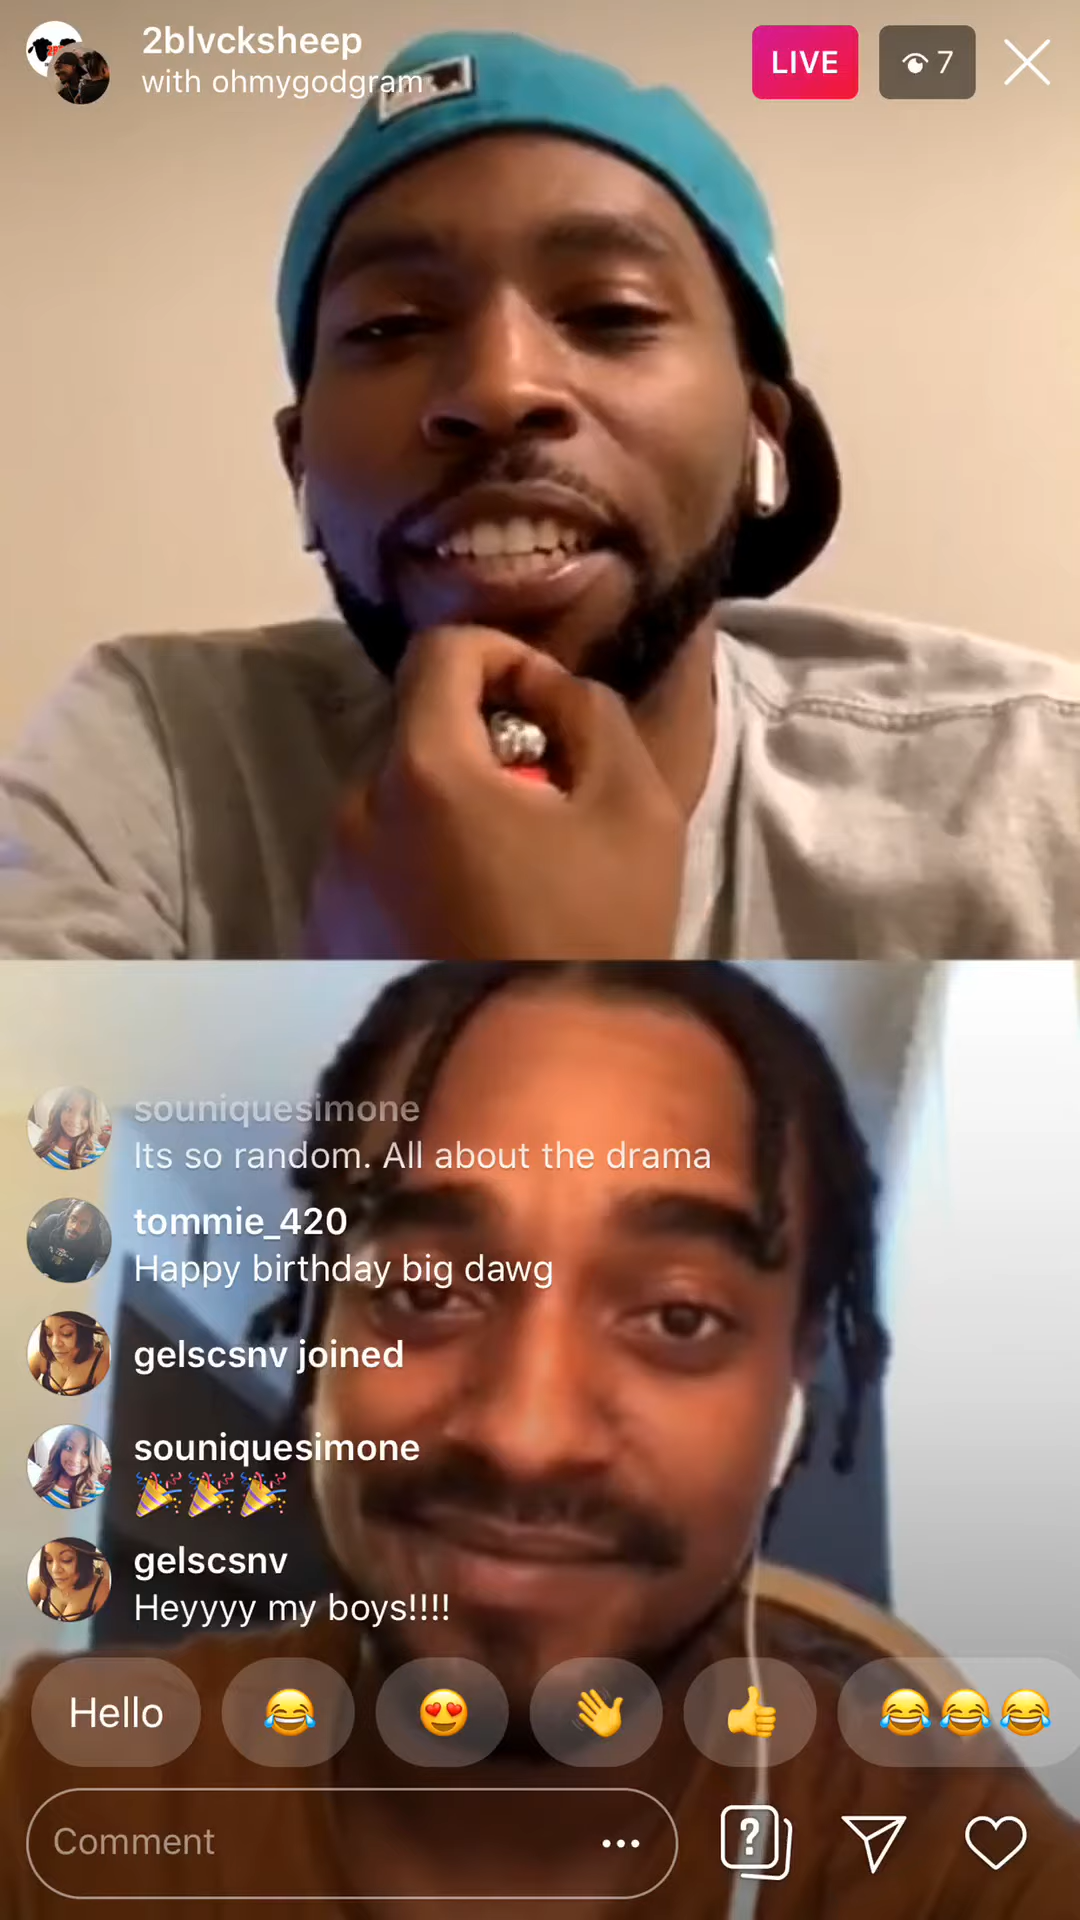 2blvcksheep
with ohmygodgram
LIVE
7
souniquesimone
Its so random. All about the drama
tommie_420
Happy birthday big dawg
gelscsnv joined
souniquesimone
🎉🎉🎉
gelscsnv
Heyyyy my boys!!!!
Hello 😂 😍 👋 👍 😂😂😂
Comment
?